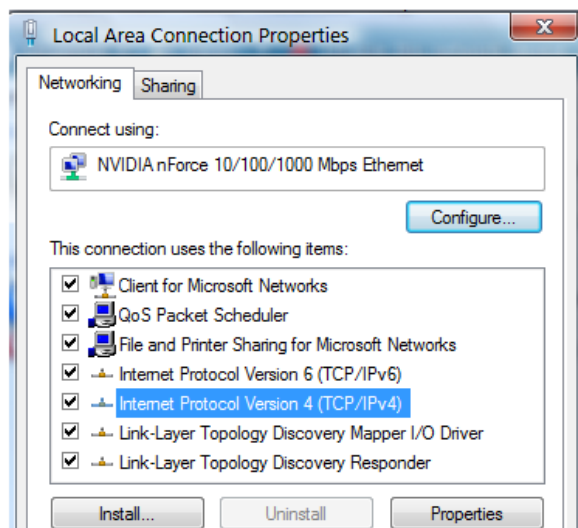 Local Area Connection Properties
Networking Sharing
Connect using:
NVIDIA nForce 10/100/1000 Mbps Ethernet
Configure...
This connection uses the following items:
Client for Microsoft Networks
QoS Packet Scheduler
File and Printer Sharing for Microsoft Networks
Internet Protocol Version 6 (TCP/IPv6)
Internet Protocol Version 4 (TCP/IPv4)
Link-Layer Topology Discovery Mapper I/O Driver
Link-Layer Topology Discovery Responder
Install... Uninstall Properties